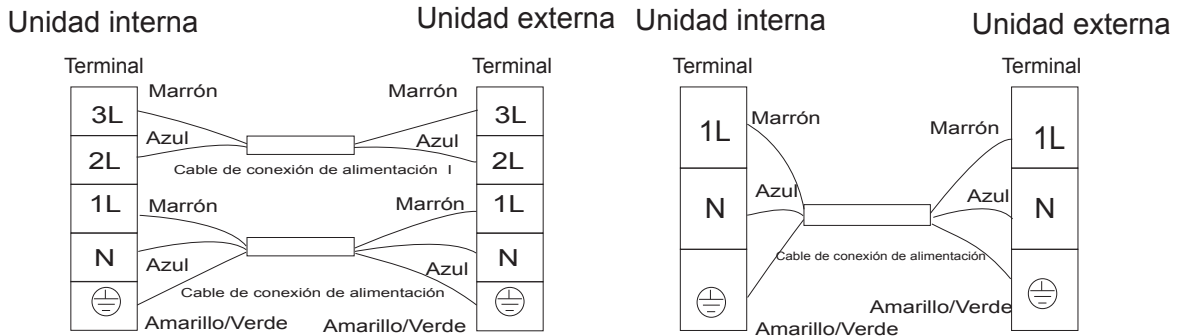 Unidad interna
Unidad externa
Terminal
Terminal
Marrón
Marrón
3L
3L
Azul
Azul
2L
2L
Cable de conexión de alimentación I
1L
Marrón
Marrón
1L
N
Azul
Azul
N
Cable de conexión de alimentación
Amarillo/Verde
Amarillo/Verde
Unidad interna
Unidad externa
Terminal
Terminal
1L
Marrón
Marrón
1L
N
Azul
Azul
N
Cable de conexión de alimentación
Amarillo/Verde
Amarillo/Verde